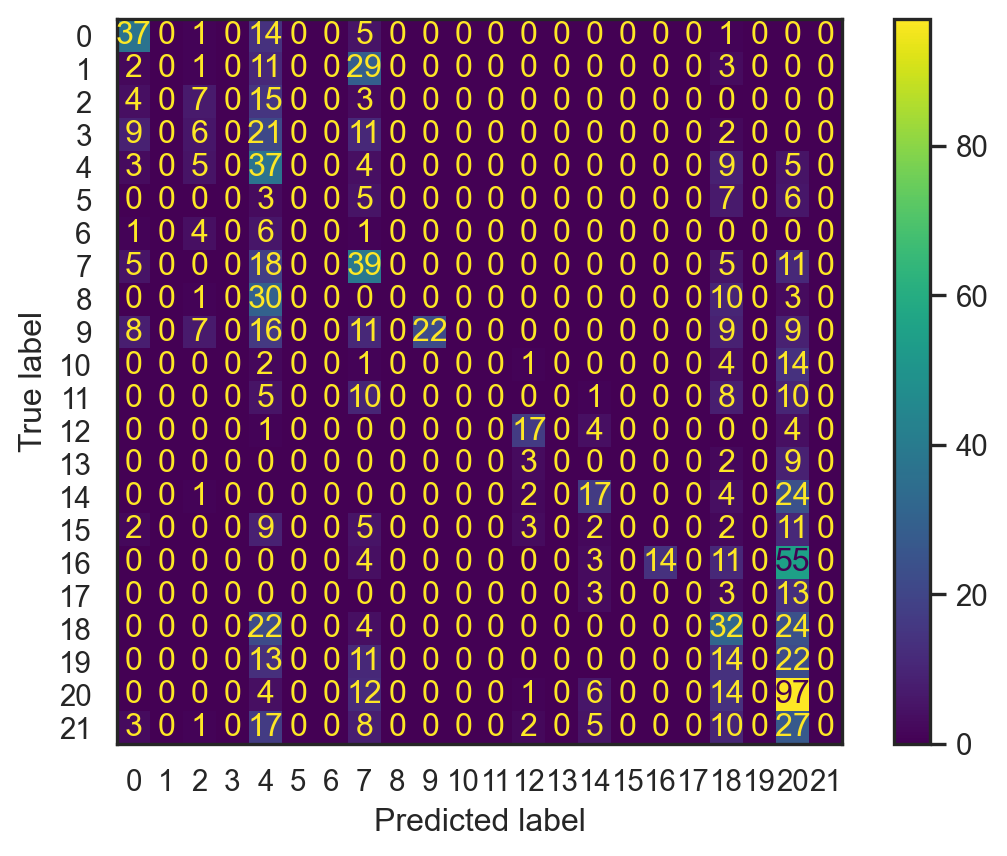 0 37 0 1 0 14 0 0 5 0 0 0 0 0 0 0 0 0 0 1 0 0 0
1 2 0 1 0 11 0 0 29 0 0 0 0 0 0 0 0 0 0 3 0 0 0
2 4 0 7 0 15 0 0 3 0 0 0 0 0 0 0 0 0 0 0 0 0 0
3 9 0 6 0 21 0 0 11 0 0 0 0 0 0 0 0 0 0 2 0 0 0
4 3 0 5 0 37 0 0 4 0 0 0 0 0 0 0 0 0 0 9 0 5 0
5 0 0 0 0 3 0 0 5 0 0 0 0 0 0 0 0 0 0 7 0 6 0
6 1 0 4 0 6 0 0 1 0 0 0 0 0 0 0 0 0 0 0 0 0 0
7 5 0 0 0 18 0 0 39 0 0 0 0 0 0 0 0 0 0 5 0 11 0
8 0 0 1 0 30 0 0 0 0 0 0 0 0 0 0 0 0 0 10 0 3 0
9 8 0 7 0 16 0 0 11 0 22 0 0 0 0 0 0 0 0 9 0 9 0
10 0 0 0 0 2 0 0 1 0 0 0 0 1 0 0 0 0 0 4 0 14 0
11 0 0 0 0 5 0 0 10 0 0 0 0 0 0 1 0 0 0 8 0 10 0
12 0 0 0 0 1 0 0 0 0 0 0 0 17 0 4 0 0 0 0 0 4 0
13 0 0 0 0 0 0 0 0 0 0 0 0 3 0 0 0 0 0 2 0 9 0
14 0 0 1 0 0 0 0 0 0 0 0 0 2 0 17 0 0 0 4 0 24 0
15 2 0 0 0 9 0 0 5 0 0 0 0 3 0 2 0 0 0 2 0 11 0
16 0 0 0 0 0 0 0 4 0 0 0 0 0 0 3 0 14 0 11 0 55 0
17 0 0 0 0 0 0 0 0 0 0 0 0 0 0 3 0 0 0 3 0 13 0
18 0 0 0 0 22 0 0 4 0 0 0 0 0 0 0 0 0 0 32 0 24 0
19 0 0 0 0 13 0 0 11 0 0 0 0 0 0 0 0 0 0 14 0 22 0
20 0 0 0 0 4 0 0 12 0 0 0 0 1 0 6 0 0 0 14 0 97 0
21 3 0 1 0 17 0 0 8 0 0 0 0 2 0 5 0 0 0 10 0 27 0
0 1 2 3 4 5 6 7 8 9 10 11 12 13 14 15 16 17 18 19 20 21
Predicted label
True label
80
60
40
20
0